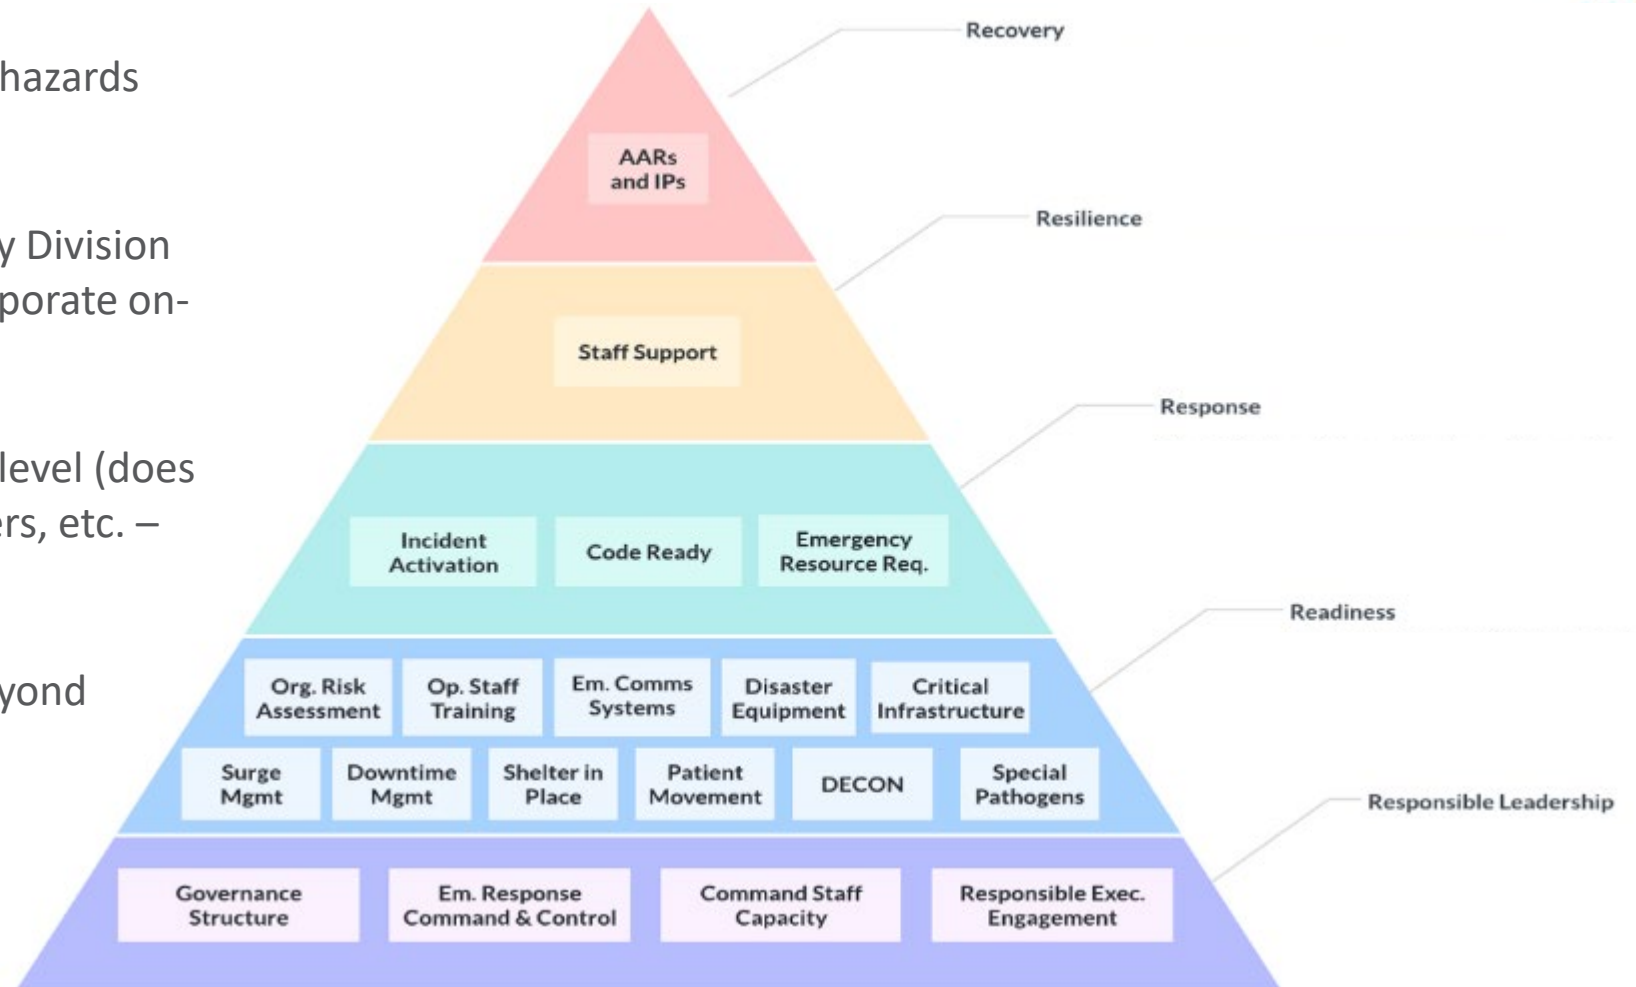 hazards
y Division
porate on-
level (does
ers, etc. –
yond
Recovery
AARs
and IPs
Resilience
Staff Support
Response
Incident
Activation
Code Ready
Emergency
Resource Req.
Readiness
Org. Risk
Assessment
Op. Staff
Training
Em. Comms
Systems
Disaster
Equipment
Critical
Infrastructure
Surge
Mgmt
Downtime
Mgmt
Shelter in
Place
Patient
Movement
DECON
Special
Pathogens
Responsible Leadership
Governance
Structure
Em. Response
Command & Control
Command Staff
Capacity
Responsible Exec.
Engagement